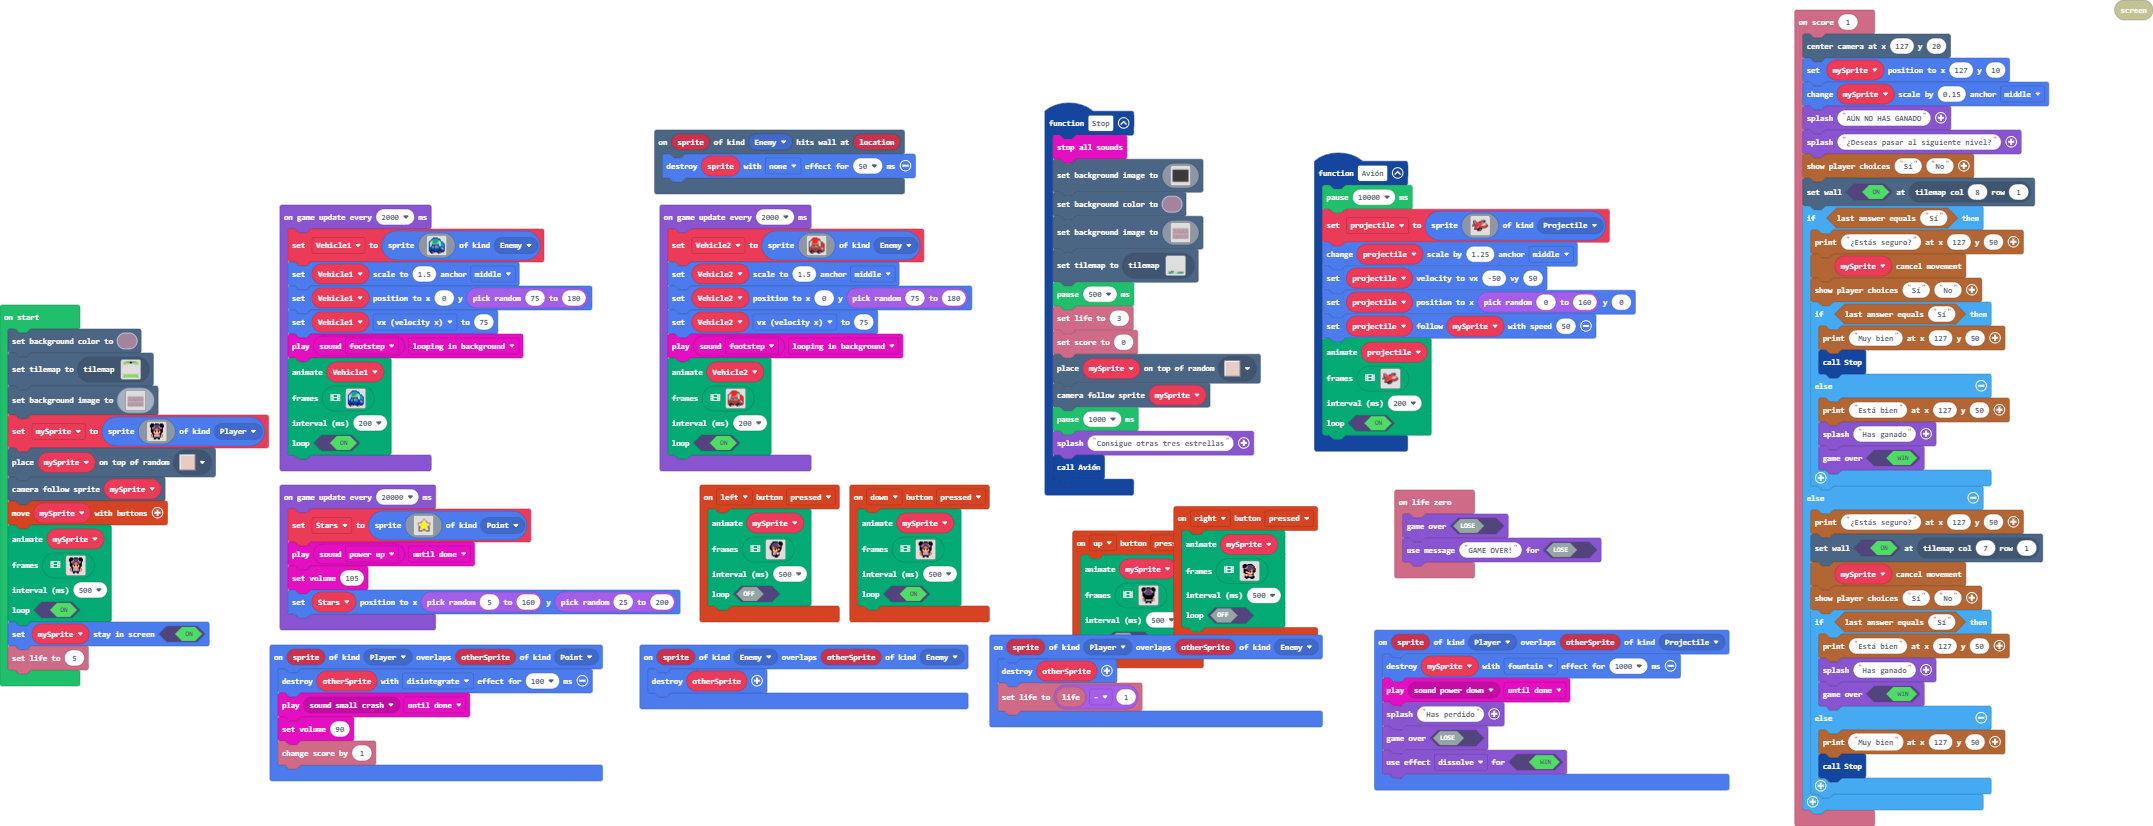 on start
set background color to
set tilemap to tilemap
set background image to
set mySprite to sprite of kind Player
place mySprite on top of random
camera follow sprite mySprite
move mySprite with buttons
animate mySprite
frames
interval (ms) 500
loop ON
set mySprite stay in screen ON
set life to 5
on game update every 2000 ms
set Vehicle1 to sprite of kind Enemy
set Vehicle1 scale to 1.5 anchor middle
set Vehicle1 position to x 0 y pick random 75 to 180
set Vehicle1 vx (velocity x) to 75
play sound footstep looping in background
animate Vehicle1
frames
interval (ms) 200
loop ON
on game update every 20000 ms
set Stars to sprite of kind Point
play sound power up until done
set volume 105
set Stars position to x pick random 5 to 160 y pick random 25 to 200
on sprite of kind Player overlaps otherSprite of kind Point
destroy otherSprite with disintegrate effect for 100 ms
play sound small crash until done
set volume 90
change score by 1
on sprite of kind Enemy hits wall at location
destroy sprite with none effect for 50 ms
on game update every 2000 ms
set Vehicle2 to sprite of kind Enemy
set Vehicle2 scale to 1.5 anchor middle
set Vehicle2 position to x 0 y pick random 75 to 180
set Vehicle2 vx (velocity x) to 75
play sound footstep looping in background
animate Vehicle2
frames
interval (ms) 200
loop ON
on left button pressed
animate mySprite
frames
interval (ms) 500
loop OFF
on down button pressed
animate mySprite
frames
interval (ms) 500
loop ON
on sprite of kind Enemy overlaps otherSprite of kind Enemy
destroy otherSprite
function Stop
stop all sounds
set background image to
set background color to
set background image to
set tilemap to tilemap
pause 500 ms
set life to 3
set score to 0
place mySprite on top of random
camera follow sprite mySprite
pause 1000 ms
splash "Consigue otras tres estrellas"
call Avión
on up button pres
animate mySprite
frames
interval (ms) 500
on right button pressed
animate mySprite
frames
interval (ms) 500
loop OFF
on sprite of kind Player overlaps otherSprite of kind Enemy
destroy otherSprite
set life to life - 1
function Avión
pause 10000 ms
set projectile to sprite of kind Projectile
change projectile scale by 1.25 anchor middle
set projectile velocity to vx -50 vy 50
set projectile position to x pick random 0 to 160 y 0
set projectile follow mySprite with speed 50
animate projectile
frames
interval (ms) 200
loop ON
on life zero
game over LOSE
use message "GAME OVER!" for LOSE
on sprite of kind Player overlaps otherSprite of kind Projectile
destroy mySprite with fountain effect for 1000 ms
play sound power down until done
splash "Has perdido"
game over LOSE
use effect dissolve for WIN
on score 1
center camera at x 127 y 20
set mySprite position to x 127 y 10
change mySprite scale by 0.15 anchor middle
splash "AÚN NO HAS GANADO"
splash "¿Deseas pasar al siguiente nivel?"
show player choices "Sí" "No"
set wall ON at tilemap col 8 row 1
if last answer equals "Sí" then
print "¿Estás seguro?" at x 127 y 50
mySprite cancel movement
show player choices "Sí" "No"
if last answer equals "Sí" then
print "Muy bien" at x 127 y 50
call Stop
else
print "Está bien" at x 127 y 50
splash "Has ganado"
game over WIN
else
print "¿Estás seguro?" at x 127 y 50
set wall ON at tilemap col 7 row 1
mySprite cancel movement
show player choices "Sí" "No"
if last answer equals "Sí" then
print "Está bien" at x 127 y 50
splash "Has ganado"
game over WIN
else
print "Muy bien" at x 127 y 50
call Stop
screen